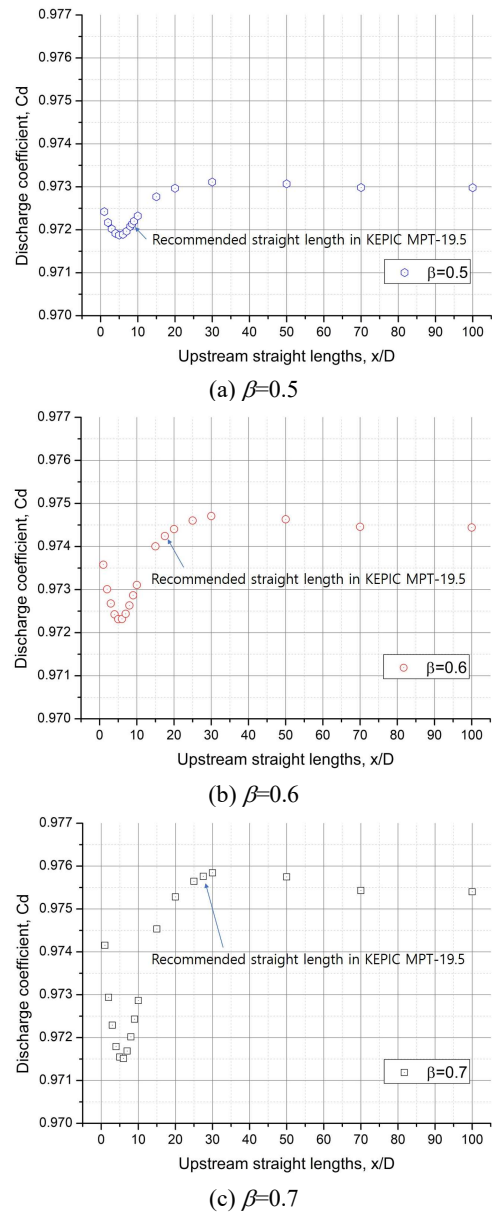 0.977
0.976
0.975
0.974
0.973
0.972
0.971
0.970
Discharge coefficient, Cd
Recommended straight length in KEPIC MPT-19.5
β=0.5
0 10 20 30 40 50 60 70 80 90 100
Upstream straight lengths, x/D
(a) β=0.5
0.977
0.976
0.975
0.974
0.973
0.972
0.971
0.970
Discharge coefficient, Cd
Recommended straight length in KEPIC MPT-19.5
β=0.6
0 10 20 30 40 50 60 70 80 90 100
Upstream straight lengths, x/D
(b) β=0.6
0.977
0.976
0.975
0.974
0.973
0.972
0.971
0.970
Discharge coefficient, Cd
Recommended straight length in KEPIC MPT-19.5
β=0.7
0 10 20 30 40 50 60 70 80 90 100
Upstream straight lengths, x/D
(c) β=0.7